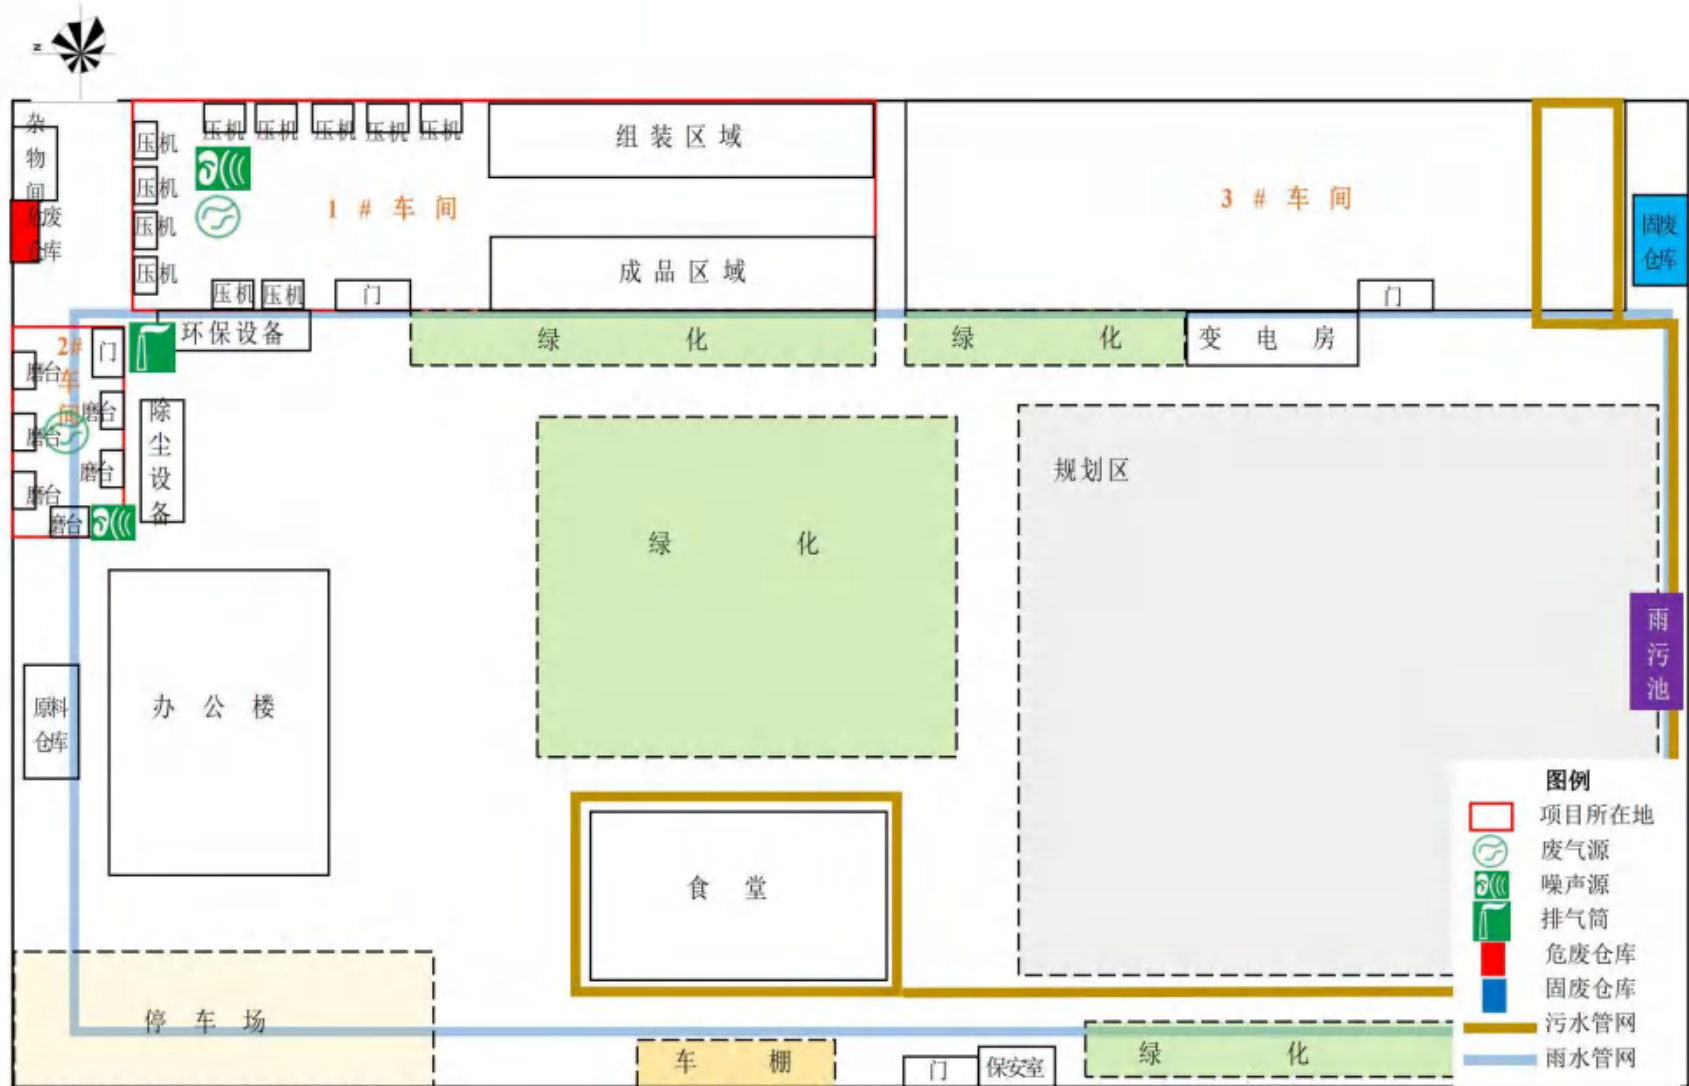 N
杂物间
危废仓库
压机
压机
压机
压机
压机
压机
压机
压机
压机
压机
压机
门
1#车间
组装区域
成品区域
3#车间
门
固废仓库
环保设备
绿化
绿化
变电房
2#车间
门
磨台
磨台
磨台
磨台
磨台
磨台
除尘设备
绿化
规划区
雨污池
原料仓库
办公楼
食堂
停车场
车棚
门
保安室
绿化
图例
项目所在地
废气源
噪声源
排气筒
危废仓库
固废仓库
污水管网
雨水管网